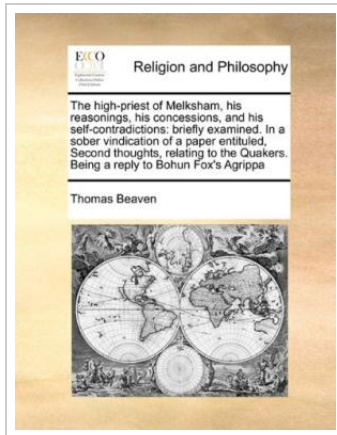 ECCO
Religion and Philosophy
The high-priest of Melksham, his
reasonings, his concessions, and his
self-contradictions: briefly examined. In a
sober vindication of a paper entituled,
Second thoughts, relating to the Quakers.
Being a reply to Bohun Fox's Agrippa
Thomas Beaven